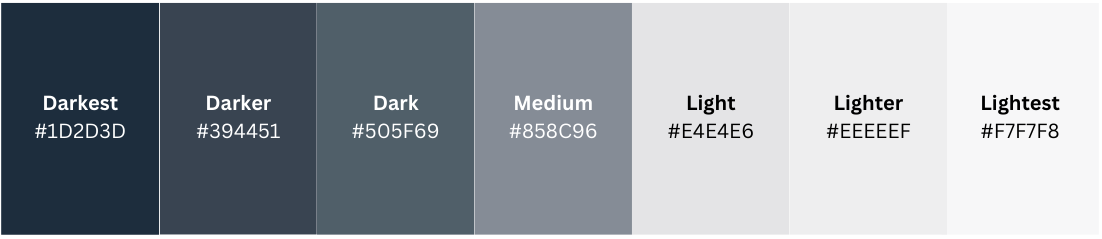 Darkest
#1D2D3D
Darker
#394451
Dark
#505F69
Medium
#858C96
Light
#E4E4E6
Lighter
#EEEEEF
Lightest
#F7F7F8